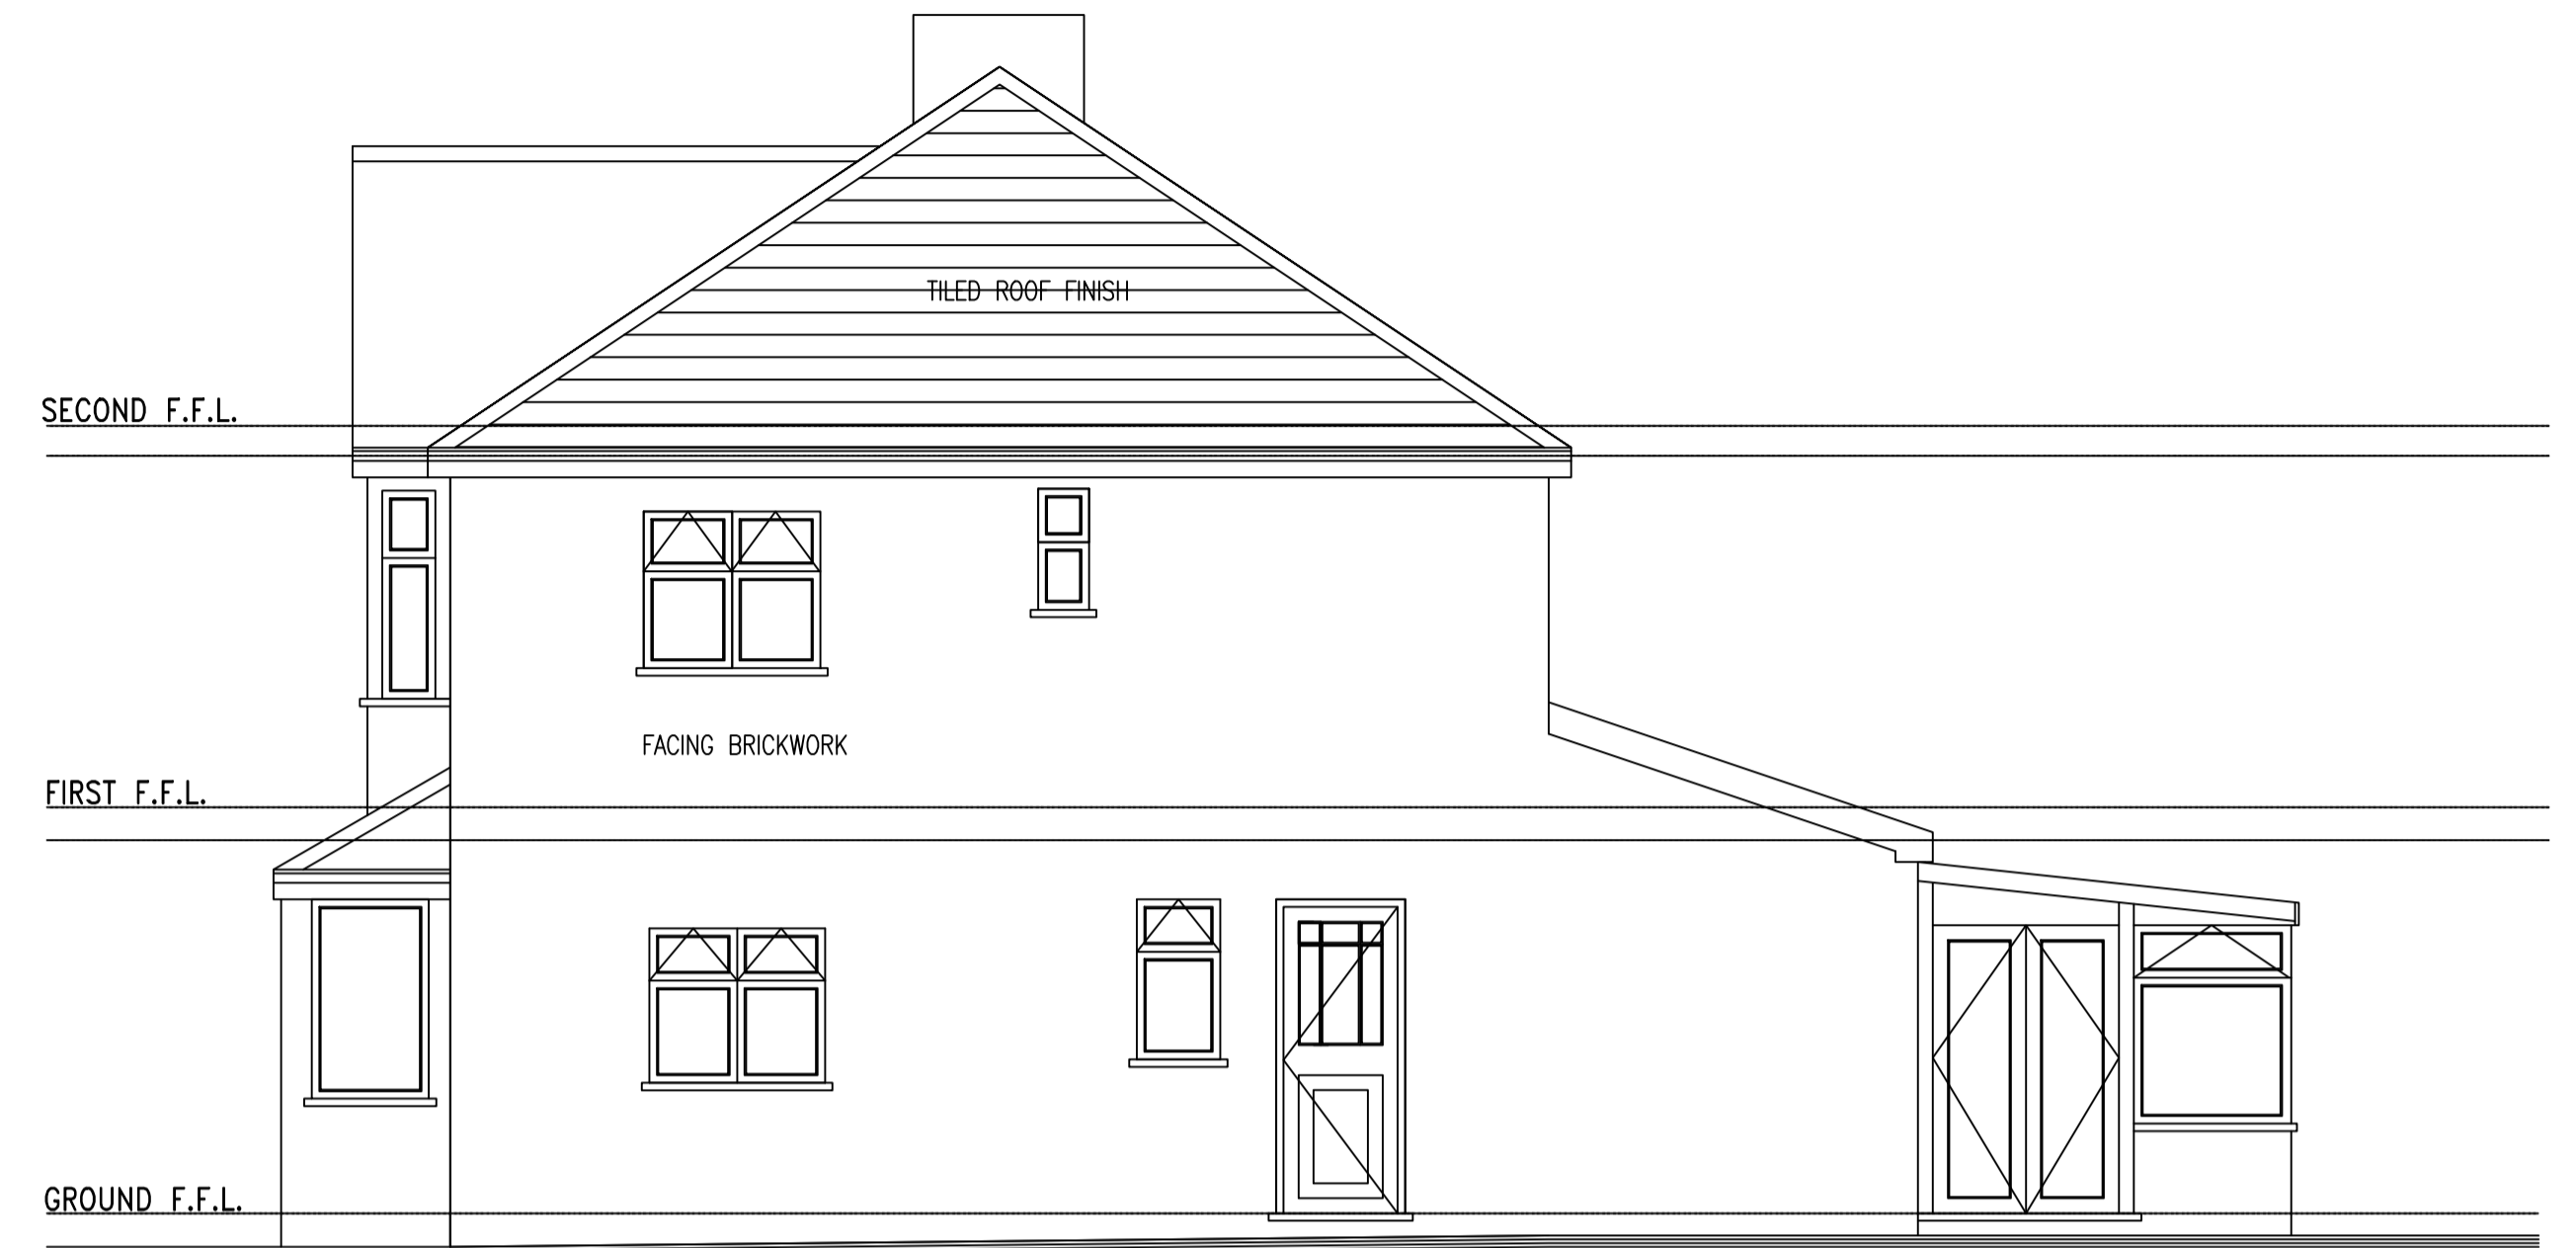 TILED ROOF FINISH
SECOND F.F.L.
FACING BRICKWORK
FIRST F.F.L.
GROUND F.F.L.